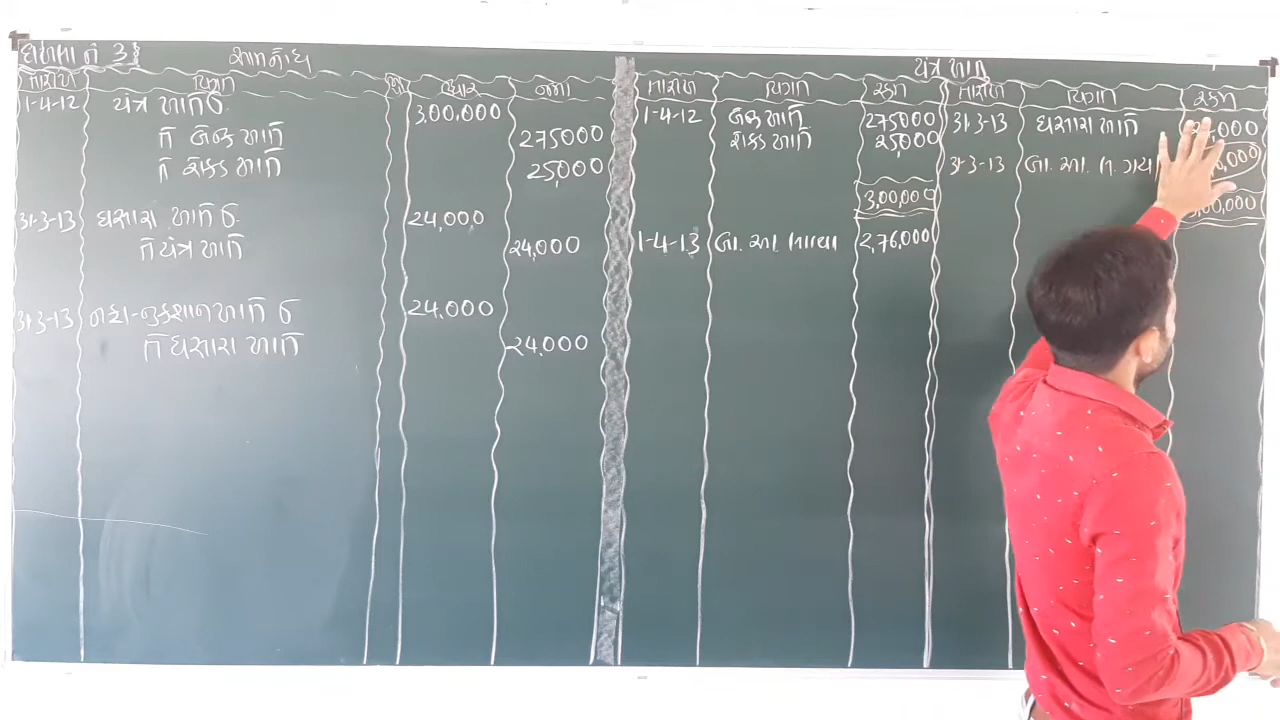 દાખલા નં 3
આમનોંધ
તારીખ વિગત ઉધાર જમા
1-4-12 યંત્ર ખાતે ઉ. 3,00,000
તે બેન્ક ખાતે 275000
તે રોકડ ખાતે 25,000
31-3-13 ઘસારા ખાતે ઉ. 24,000
તે યંત્ર ખાતે 24,000
31-3-13 નફા-નુકશાન ખાતે ઉ 24,000
તે ઘસારા ખાતે 24,000
યંત્ર ખાતું
તારીખ વિગત રકમ તારીખ વિગત રકમ
1-4-12 બેન્ક ખાતે 275000 31-3-13 ઘસારા ખાતે ,000
રોકડ ખાતે 25,000
31-3-13 બા. આ. લ. ગયા ,000
3,00,000 ,00,000
1-4-13 બા. આ. લાવ્યા 2,76,000